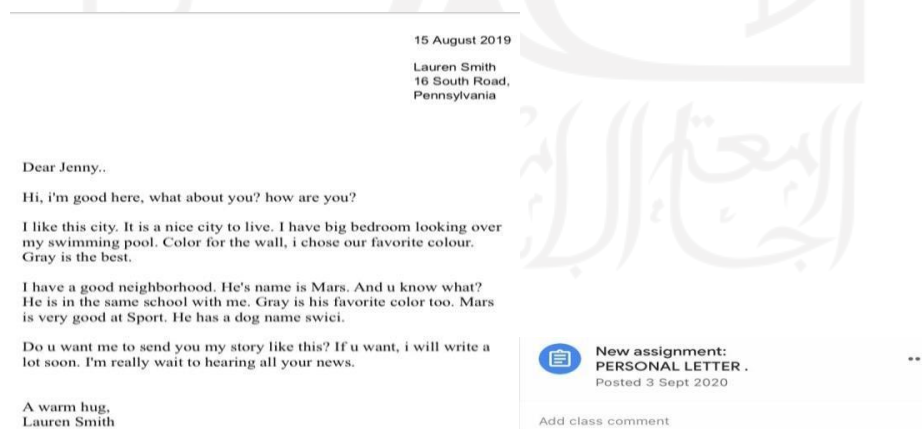 15 August 2019
Lauren Smith
16 South Road,
Pennsylvania
Dear Jenny..
Hi, i'm good here, what about you? how are you?
I like this city. It is a nice city to live. I have big bedroom looking over
my swimming pool. Color for the wall, i chose our favorite colour.
Gray is the best.
I have a good neighborhood. He's name is Mars. And u know what?
He is in the same school with me. Gray is his favorite color too. Mars
is very good at Sport. He has a dog name swici.
Do u want me to send you my story like this? If u want, i will write a
lot soon. I'm really wait to hearing all your news.
A warm hug,
Lauren Smith
New assignment:
PERSONAL LETTER .
Posted 3 Sept 2020
Add class comment